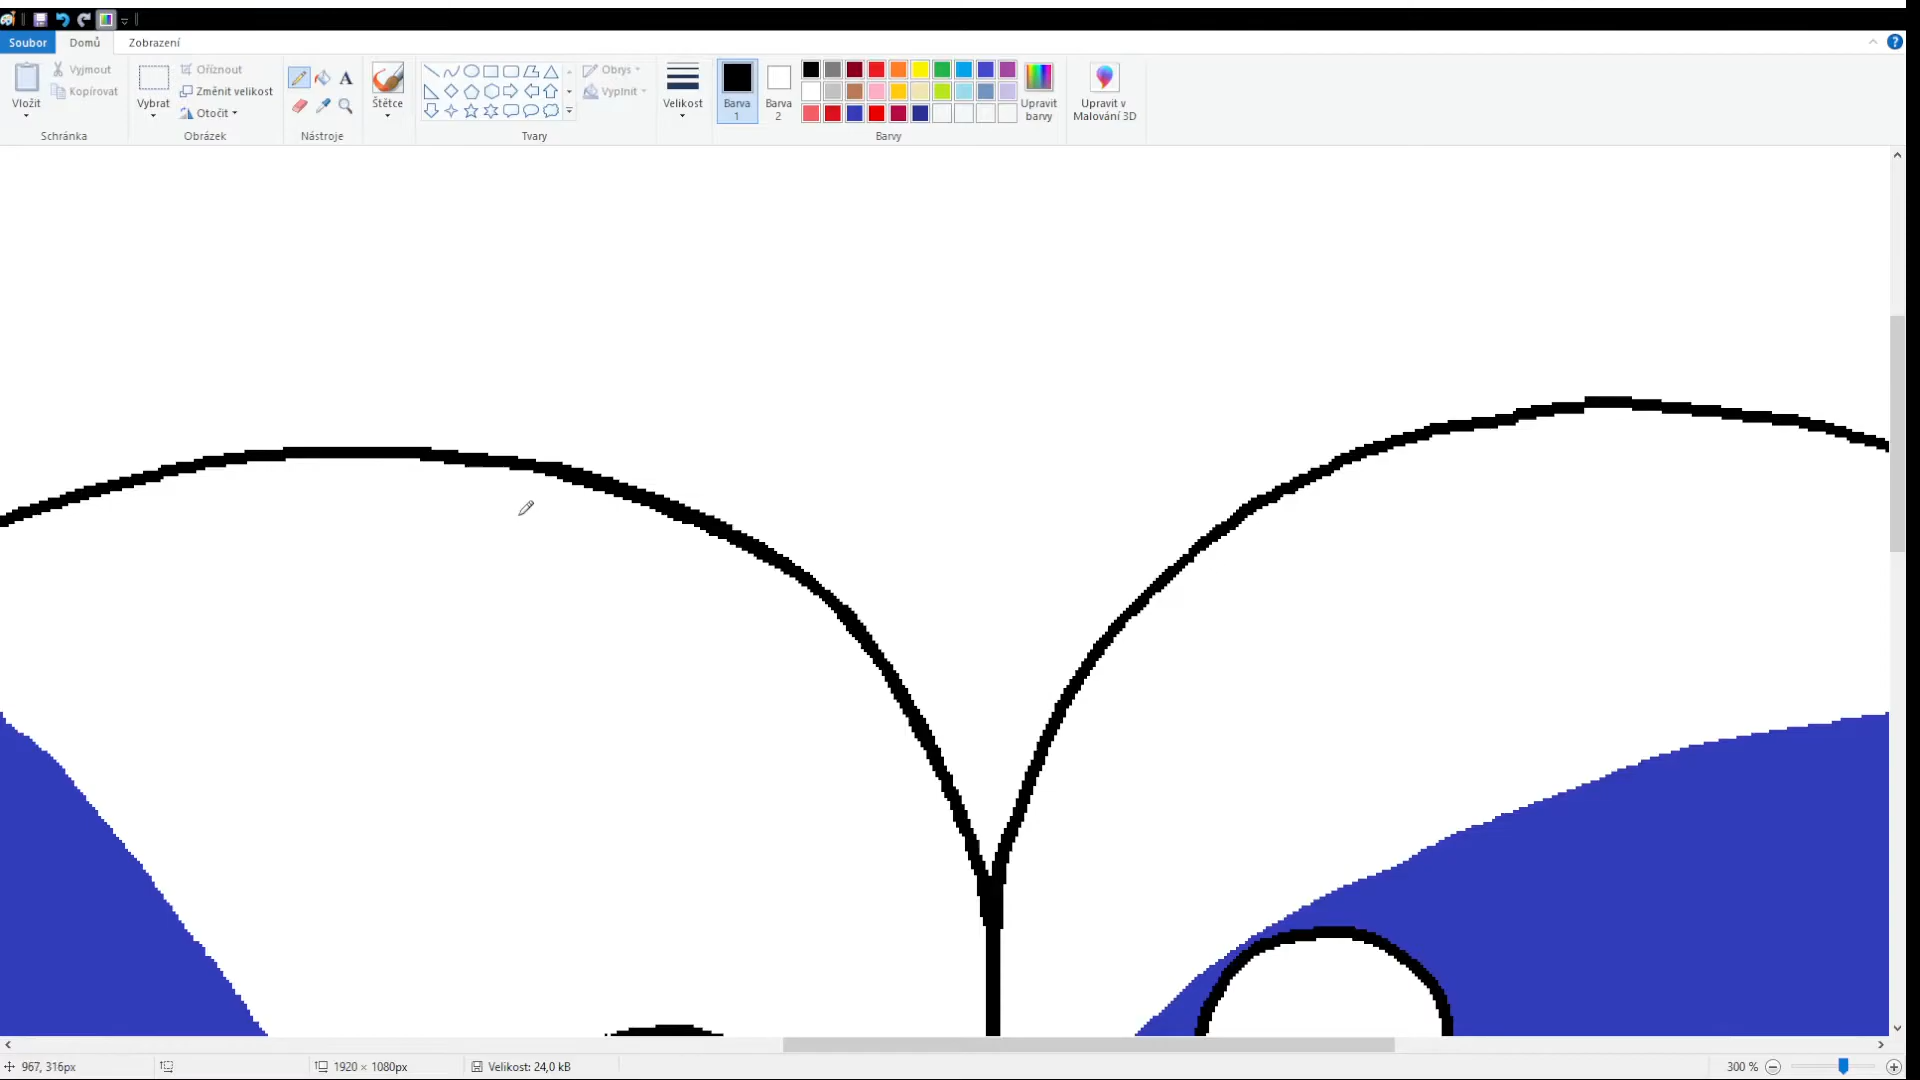 Soubor Domů Zobrazení
Vložit
Vyjmout
Kopírovat
Schránka
Vybrat
Oříznout
Změnit velikost
Otočit
Obrázek
A
Nástroje
Štětce
Obrys
Vyplnit
Tvary
Velikost
Barva
1
Barva
2
Upravit
barvy
Barvy
Upravit v
Malování 3D
?
967, 316px
1920 × 1080px
Velikost: 24,0 kB
300 %